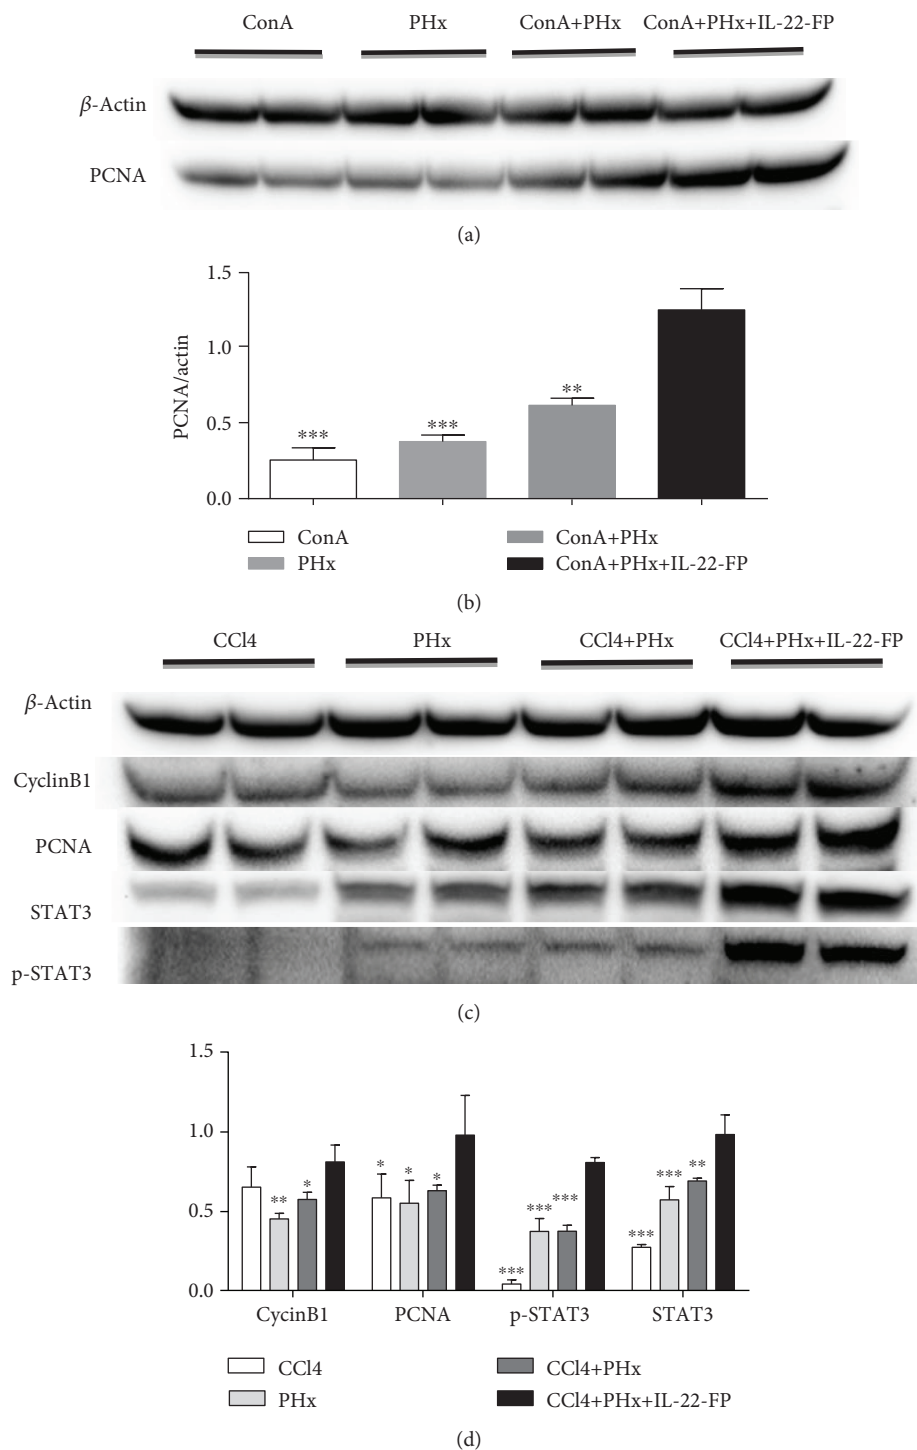 ConA PHx ConA+PHx ConA+PHx+IL-22-FP
β-Actin
PCNA
(a)
1.5
1.0
0.5
0.0
PCNA/actin
***
***
**
ConA
PHx
ConA+PHx
ConA+PHx+IL-22-FP
(b)
CCl4 PHx CCl4+PHx CCl4+PHx+IL-22-FP
β-Actin
CyclinB1
PCNA
STAT3
p-STAT3
(c)
1.5
1.0
0.5
0.0
** *
* * *
*** *** ***
*** *** **
CycinB1 PCNA p-STAT3 STAT3
CCl4
PHx
CCl4+PHx
CCl4+PHx+IL-22-FP
(d)